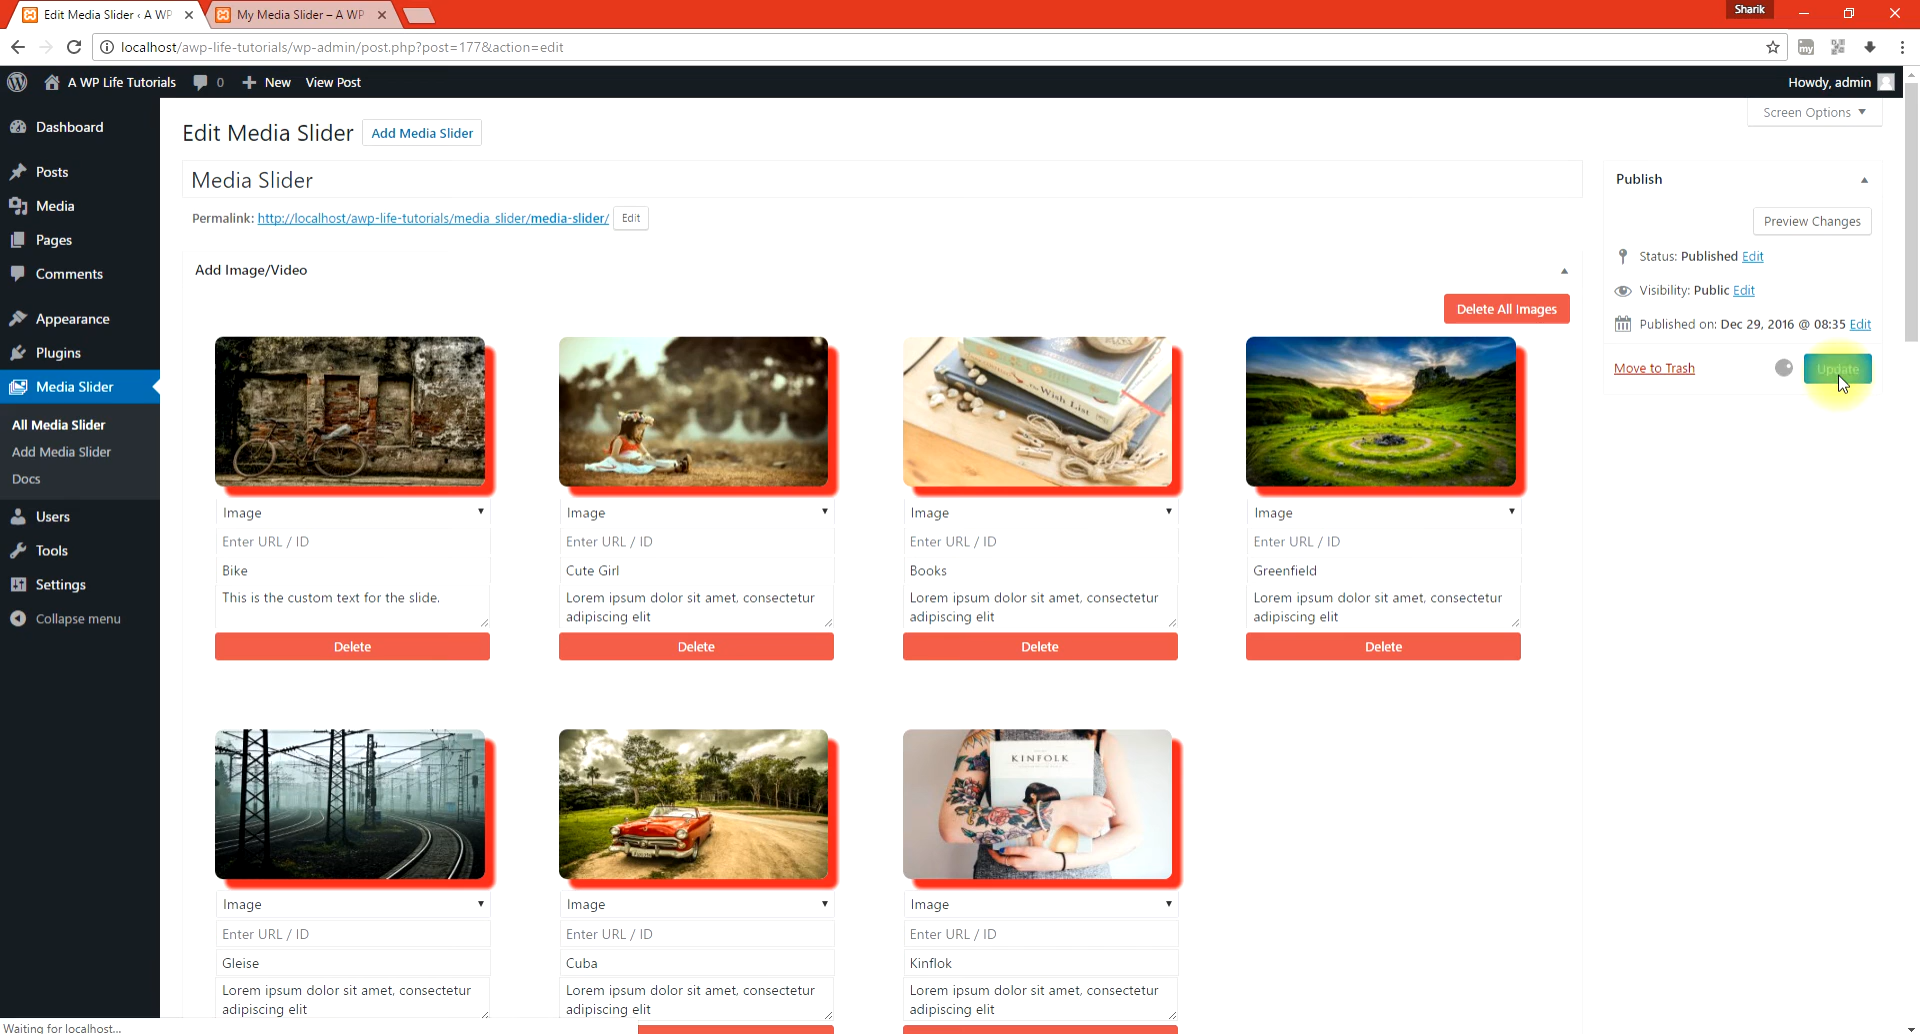 Edit Media Slider ‹ A WP
My Media Slider – A WP
Sharik
localhost/awp-life-tutorials/wp-admin/post.php?post=177&action=edit
my
A WP Life Tutorials
0
New
View Post
Howdy, admin
Dashboard
Posts
Media
Pages
Comments
Appearance
Plugins
Media Slider
All Media Slider
Add Media Slider
Docs
Users
Tools
Settings
Collapse menu
Screen Options
Edit Media Slider
Add Media Slider
Media Slider
Permalink: http://localhost/awp-life-tutorials/media_slider/media-slider/ Edit
Add Image/Video
Delete All Images
The Wish List
Image
Enter URL / ID
Bike
This is the custom text for the slide.
Delete
Image
Enter URL / ID
Cute Girl
Lorem ipsum dolor sit amet, consectetur
adipiscing elit
Delete
Image
Enter URL / ID
Books
Lorem ipsum dolor sit amet, consectetur
adipiscing elit
Delete
Image
Enter URL / ID
Greenfield
Lorem ipsum dolor sit amet, consectetur
adipiscing elit
Delete
KINFOLK
Image
Enter URL / ID
Gleise
Lorem ipsum dolor sit amet, consectetur
adipiscing elit
Image
Enter URL / ID
Cuba
Lorem ipsum dolor sit amet, consectetur
adipiscing elit
Image
Enter URL / ID
Kinflok
Lorem ipsum dolor sit amet, consectetur
adipiscing elit
Publish
Preview Changes
Status: Published Edit
Visibility: Public Edit
Published on: Dec 29, 2016 @ 08:35 Edit
Move to Trash
Update
Waiting for localhost...